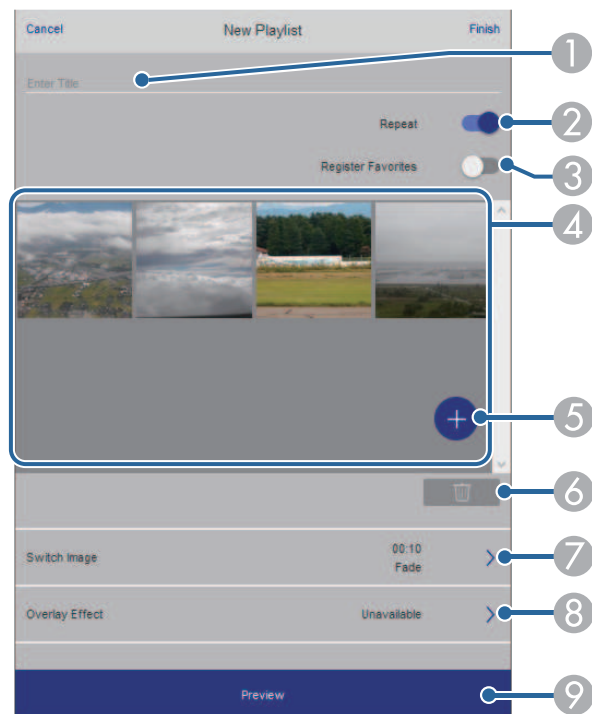 Cancel New Playlist Finish
1
Enter Title
Repeat 2
Register Favorites 3
4
+ 5
6
Switch Image 00:10 7
Fade
Overlay Effect Unavailable 8
Preview 9